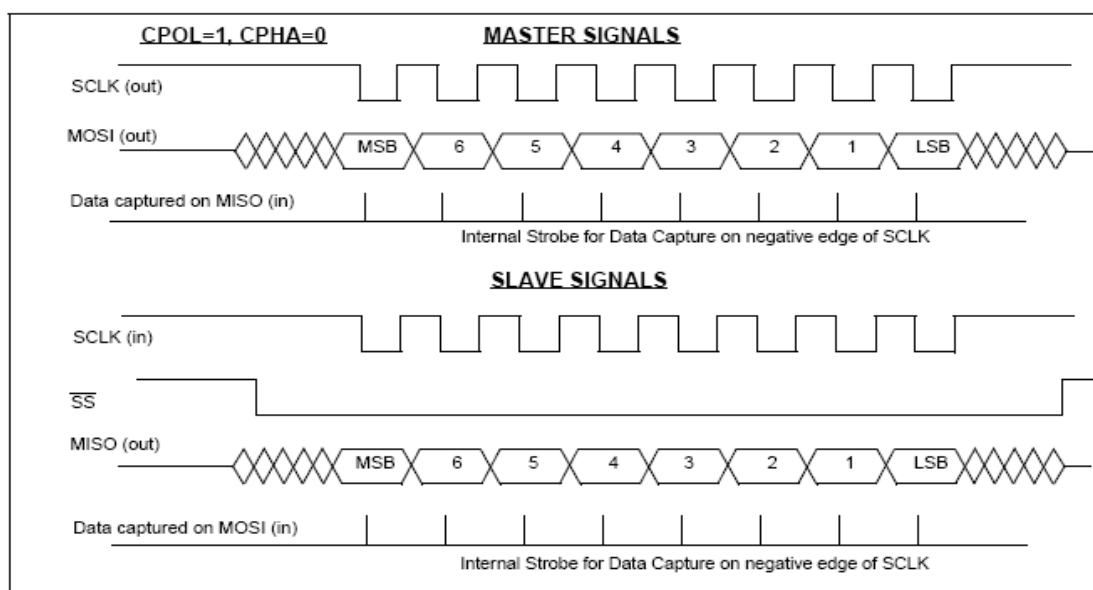 CPOL=1, CPHA=0 MASTER SIGNALS
SCLK (out)
MOSI (out)
MSB 6 5 4 3 2 1 LSB
Data captured on MISO (in)
Internal Strobe for Data Capture on negative edge of SCLK
SLAVE SIGNALS
SCLK (in)
SS
MISO (out)
MSB 6 5 4 3 2 1 LSB
Data captured on MOSI (in)
Internal Strobe for Data Capture on negative edge of SCLK